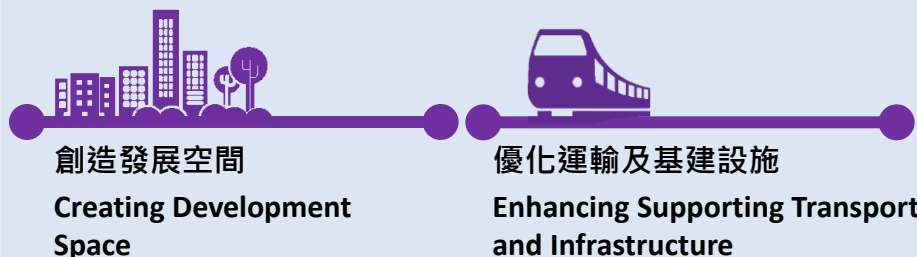 創造發展空間
Creating Development
Space
優化運輸及基建設施
Enhancing Supporting Transport
and Infrastructure